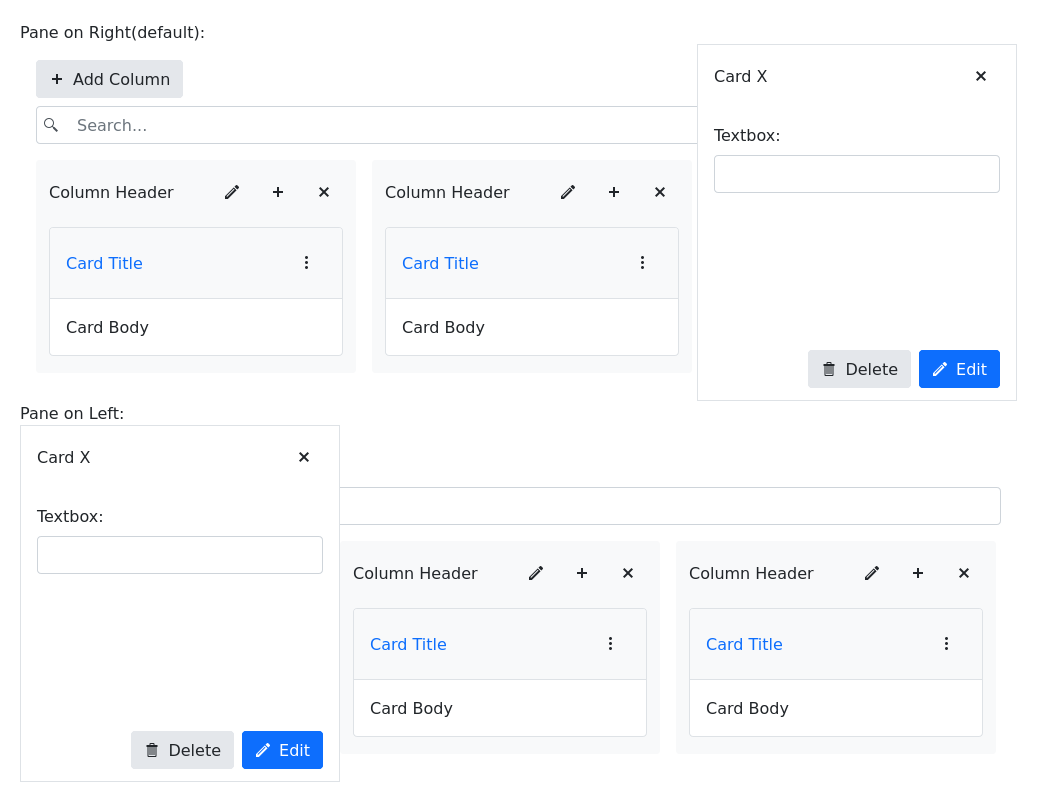 Pane on Right(default):
Add Column
Search...
Column Header
Column Header
Card Title
Card Title
Card Body
Card Body
Card X
Textbox:
Delete
Edit
Pane on Left:
Card X
Textbox:
Delete
Edit
Column Header
Column Header
Card Title
Card Title
Card Body
Card Body